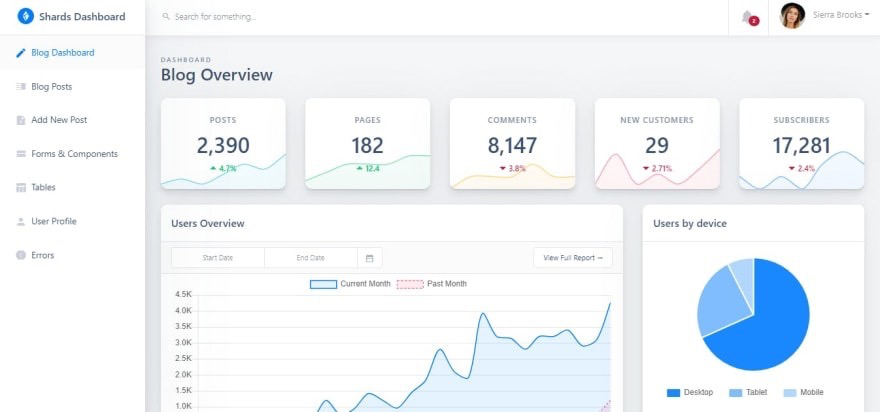 Shards Dashboard
Search for something...
2
Sierra Brooks
Blog Dashboard
Blog Posts
Add New Post
Forms & Components
Tables
User Profile
Errors
DASHBOARD
Blog Overview
POSTS
2,390
4.7%
PAGES
182
12.4
COMMENTS
8,147
3.8%
NEW CUSTOMERS
29
2.71%
SUBSCRIBERS
17,281
2.4%
Users Overview
Start Date
End Date
View Full Report →
Current Month
Past Month
4.5K
4.0K
3.5K
3.0K
2.5K
2.0K
1.5K
1.0K
Users by device
Desktop
Tablet
Mobile